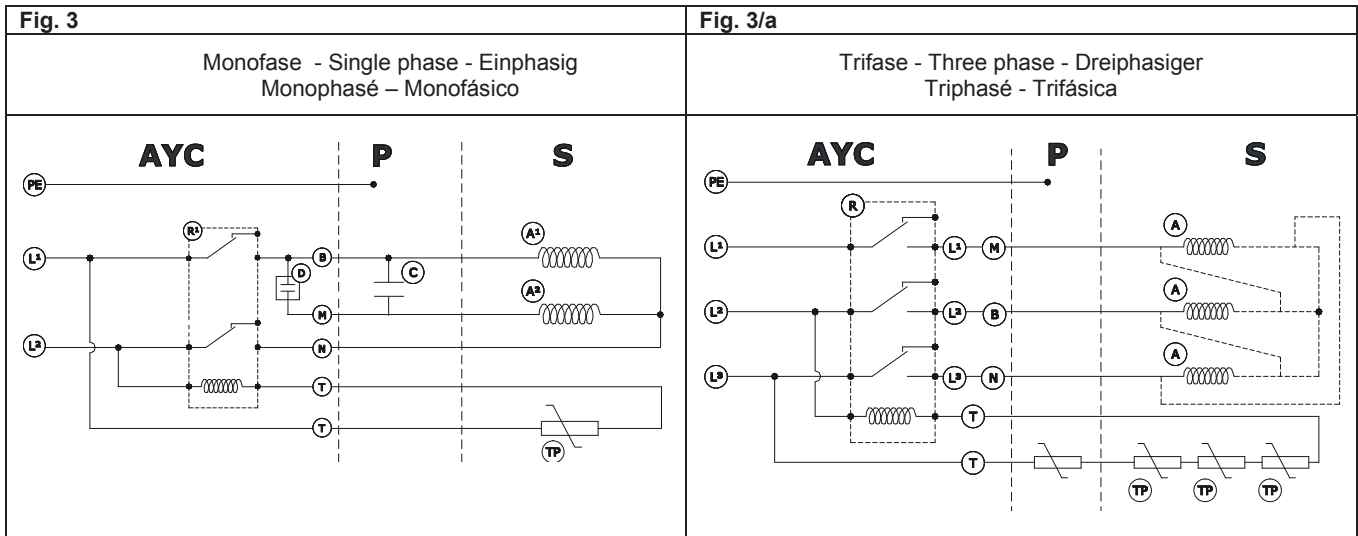 Fig. 3
Monofase - Single phase - Einphasig
Monophasé – Monofásico
AYC P S
PE
R¹ A¹
L¹ B
D C
A²
M
L² N
T
T
TP
Fig. 3/a
Trifase - Three phase - Dreiphasiger
Triphasé - Trifásica
AYC P S
PE
R A
L¹ L¹ M
A
L² L² B
A
L³ L³ N
T
T
TP TP TP